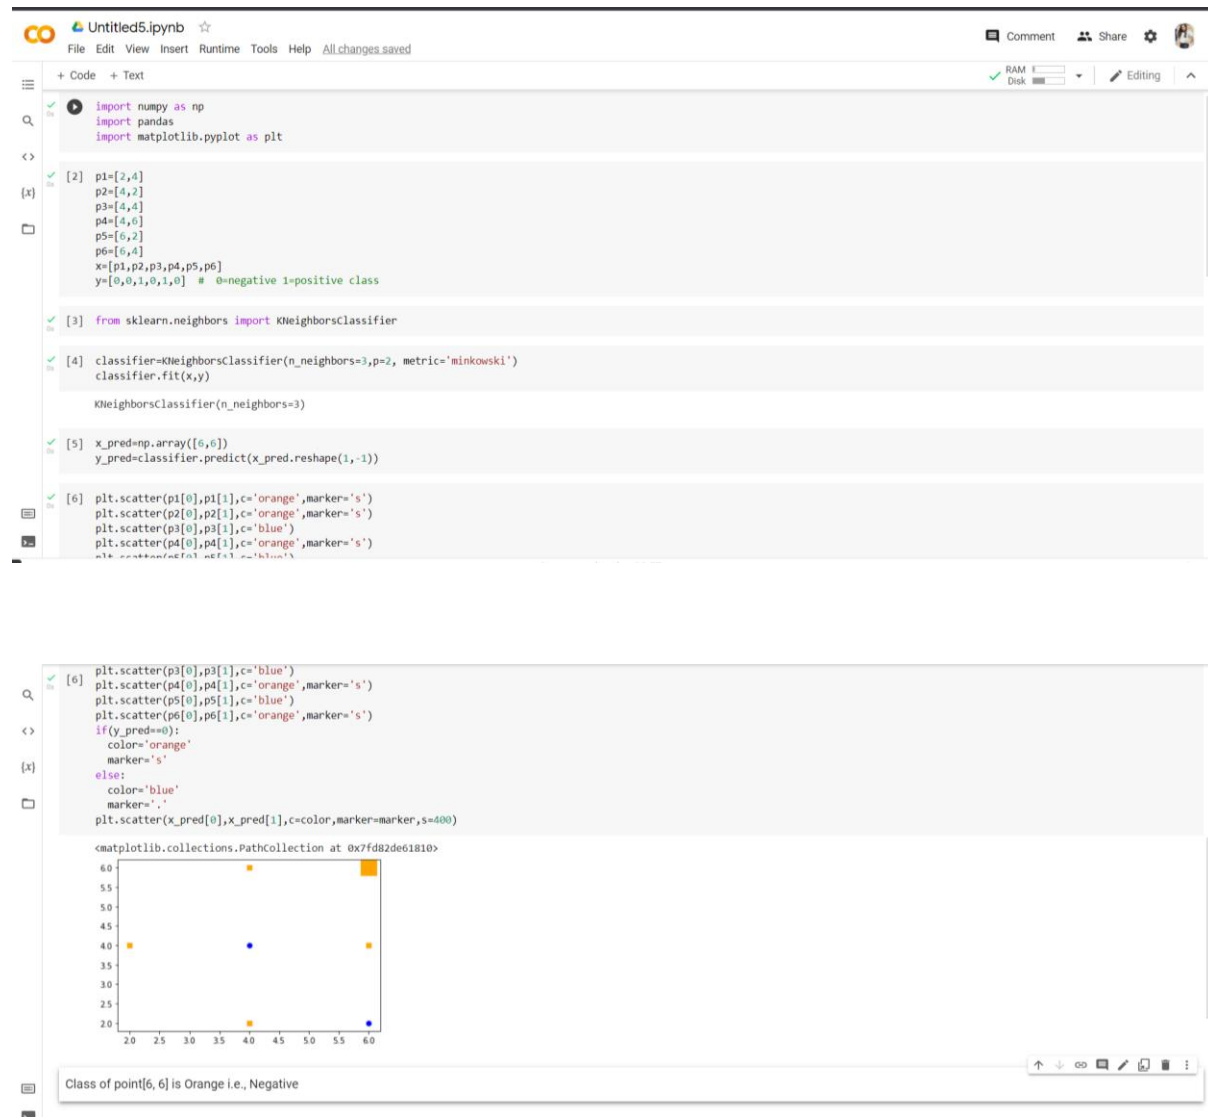 CO Untitled5.ipynb
File Edit View Insert Runtime Tools Help All changes saved
Comment Share
+ Code + Text
RAM
Disk
Editing
import numpy as np
import pandas
import matplotlib.pyplot as plt
[2] p1=[2,4]
p2=[4,2]
p3=[4,4]
p4=[4,6]
p5=[6,2]
p6=[6,4]
x=[p1,p2,p3,p4,p5,p6]
y=[0,0,1,0,1,0] # 0=negative 1=positive class
[3] from sklearn.neighbors import KNeighborsClassifier
[4] classifier=KNeighborsClassifier(n_neighbors=3,p=2, metric='minkowski')
classifier.fit(x,y)
KNeighborsClassifier(n_neighbors=3)
[5] x_pred=np.array([6,6])
y_pred=classifier.predict(x_pred.reshape(1,-1))
[6] plt.scatter(p1[0],p1[1],c='orange',marker='s')
plt.scatter(p2[0],p2[1],c='orange',marker='s')
plt.scatter(p3[0],p3[1],c='blue')
plt.scatter(p4[0],p4[1],c='orange',marker='s')
plt.scatter(p5[0],p5[1],c='blue')
plt.scatter(p3[0],p3[1],c='blue')
[6] plt.scatter(p4[0],p4[1],c='orange',marker='s')
plt.scatter(p5[0],p5[1],c='blue')
plt.scatter(p6[0],p6[1],c='orange',marker='s')
if(y_pred==0):
color='orange'
marker='s'
else:
color='blue'
marker='.'
plt.scatter(x_pred[0],x_pred[1],c=color,marker=marker,s=400)
<matplotlib.collections.PathCollection at 0x7fd82de61810>
6.0
5.5
5.0
4.5
4.0
3.5
3.0
2.5
2.0
2.0 2.5 3.0 3.5 4.0 4.5 5.0 5.5 6.0
Class of point[6, 6] is Orange i.e., Negative